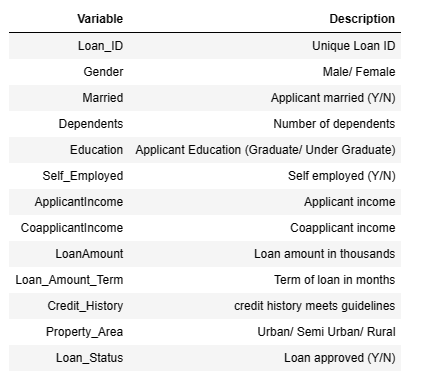 Variable Description
Loan_ID Unique Loan ID
Gender Male/ Female
Married Applicant married (Y/N)
Dependents Number of dependents
Education Applicant Education (Graduate/ Under Graduate)
Self_Employed Self employed (Y/N)
ApplicantIncome Applicant income
CoapplicantIncome Coapplicant income
LoanAmount Loan amount in thousands
Loan_Amount_Term Term of loan in months
Credit_History credit history meets guidelines
Property_Area Urban/ Semi Urban/ Rural
Loan_Status Loan approved (Y/N)